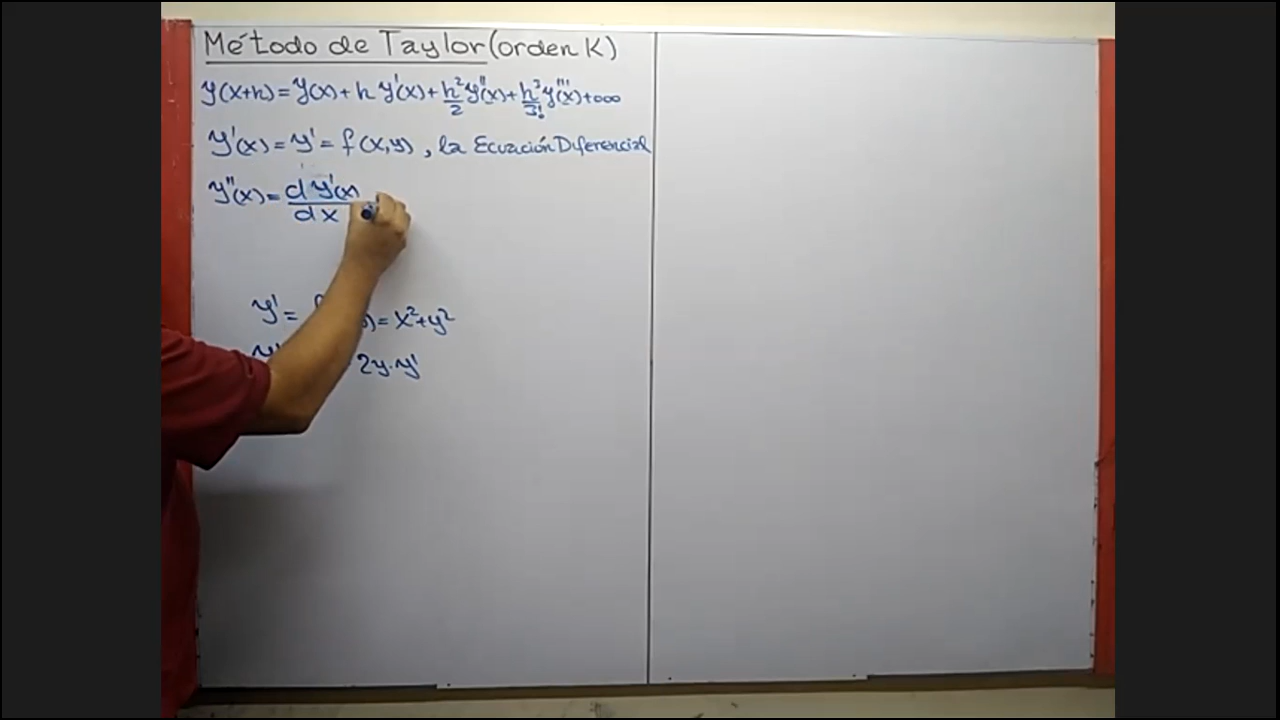 Método de Taylor (orden K)
y(x+h) = y(x) + h y'(x) + h²/2 y''(x) + h³/3! y'''(x) + ...
y'(x) = y' = f(x,y), la Ecuación Diferencial
y''(x) = d y'(x)/dx
y' = ) = x² + y²
2y·y'